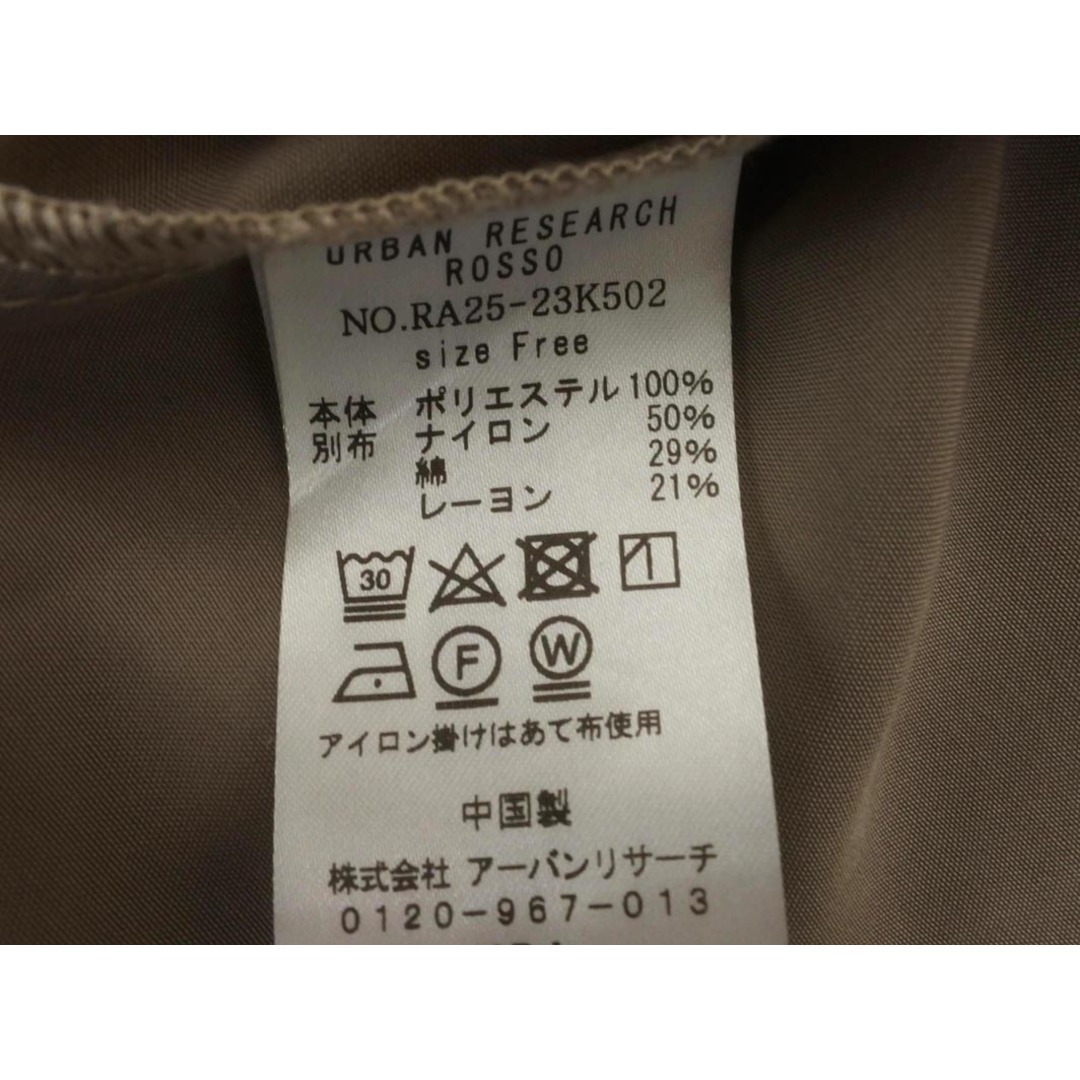 URBAN RESEARCH
ROSSO
NO.RA25-23K502
size Free
本体 ポリエステル 100%
別布 ナイロン 50%
綿 29%
レーヨン 21%
30
F W
アイロン掛けはあて布使用
中国製
株式会社 アーバンリサーチ
0120-967-013